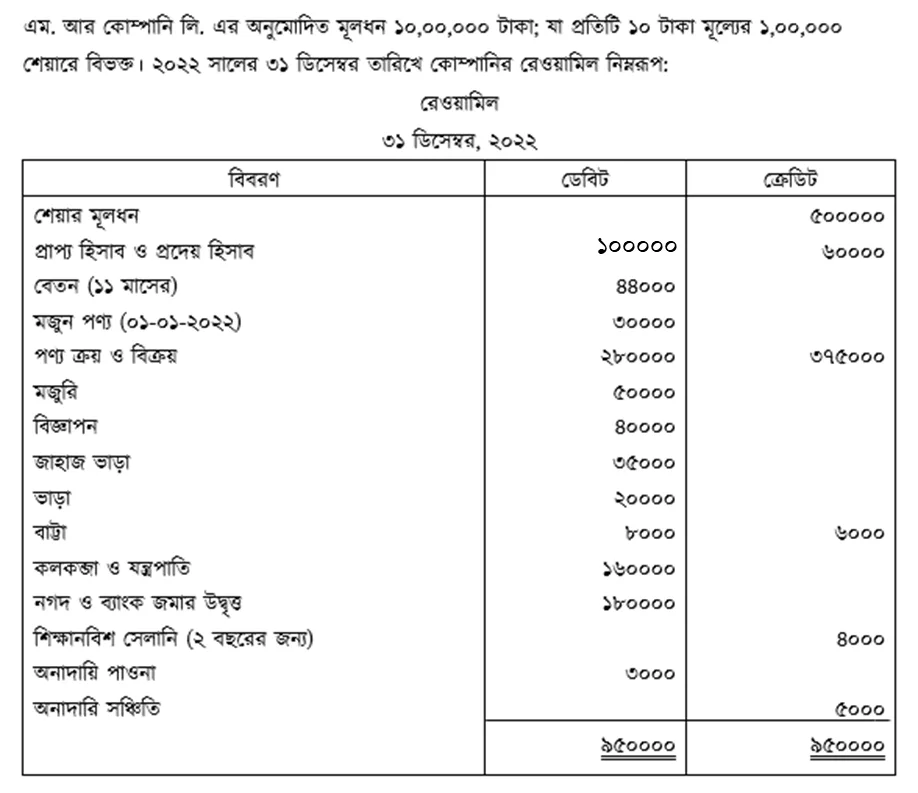 এম. আর কোম্পানি লি. এর অনুমোদিত মূলধন ১০,০০,০০০ টাকা; যা প্রতিটি ১০ টাকা মূল্যের ১,০০,০০০
শেয়ারে বিভক্ত। ২০২২ সালের ৩১ ডিসেম্বর তারিখে কোম্পানির রেওয়ামিল নিম্নরূপ:
রেওয়ামিল
৩১ ডিসেম্বর, ২০২২
বিবরণ ডেবিট ক্রেডিট
শেয়ার মূলধন ৫০০০০০
প্রাপ্য হিসাব ও প্রদেয় হিসাব ১০০০০০ ৬০০০০
বেতন (১১ মাসের) ৪৪০০০
মজুন পণ্য (০১-০১-২০২২) ৩০০০০
পণ্য ক্রয় ও বিক্রয় ২৮০০০০ ৩৭৫০০০
মজুরি ৫০০০০
বিজ্ঞাপন ৪০০০০
জাহাজ ভাড়া ৩৫০০০
ভাড়া ২০০০০
বাট্টা ৮০০০ ৬০০০
কলকব্জা ও যন্ত্রপাতি ১৬০০০০
নগদ ও ব্যাংক জমার উদ্বৃত্ত ১৮০০০০
শিক্ষানবিশ সেলানি (২ বছরের জন্য) ৪০০০
অনাদায়ি পাওনা ৩০০০
অনাদারি সঞ্চিতি ৫০০০
৯৫০০০০ ৯৫০০০০